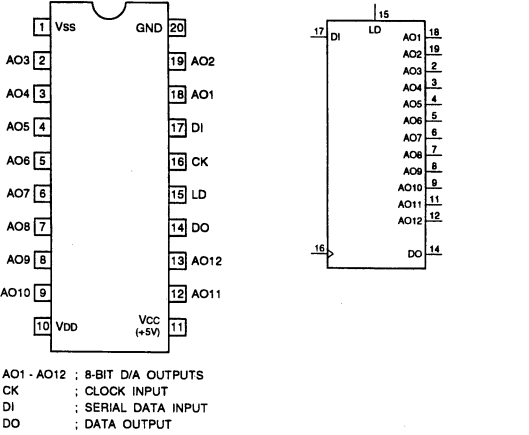 1 VSS GND 20
AO3 2 19 AO2
AO4 3 18 AO1
AO5 4 17 DI
AO6 5 16 CK
AO7 6 15 LD
AO8 7 14 DO
AO9 8 13 AO12
AO10 9 12 AO11
10 VDD VCC (+5V) 11
15
17 DI LD AO1 18
AO2 19
AO3 2
AO4 3
AO5 4
AO6 5
AO7 6
AO8 7
AO9 8
AO10 9
AO11 11
AO12 12
16 DO 14
AO1 - AO12 ; 8-BIT D/A OUTPUTS
CK ; CLOCK INPUT
DI ; SERIAL DATA INPUT
DO ; DATA OUTPUT